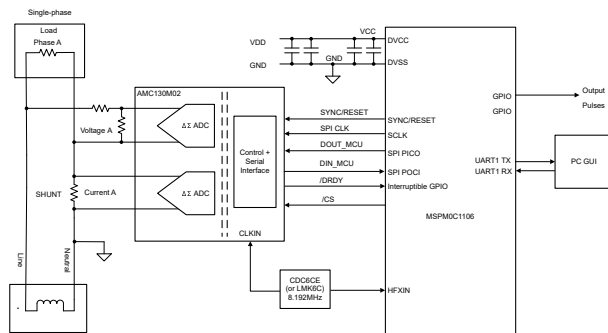 Single-phase
Load
Phase A
VDD
VCC
DVCC
GND
GND
DVSS
AMC130M02
ΔΣ ADC
Voltage A
ΔΣ ADC
Current A
SHUNT
Control +
Serial
Interface
CLKIN
SYNC/RESET
SYNC/RESET
SPI CLK
SCLK
DOUT_MCU
SPI PICO
DIN_MCU
SPI POCI
/DRDY
Interruptible GPIO
/CS
GPIO
GPIO
Output
Pulses
UART1 TX
UART1 RX
PC GUI
MSPM0C1106
Line
Neutral
CDC6CE
(or LMK6C)
8.192MHz
HFXIN